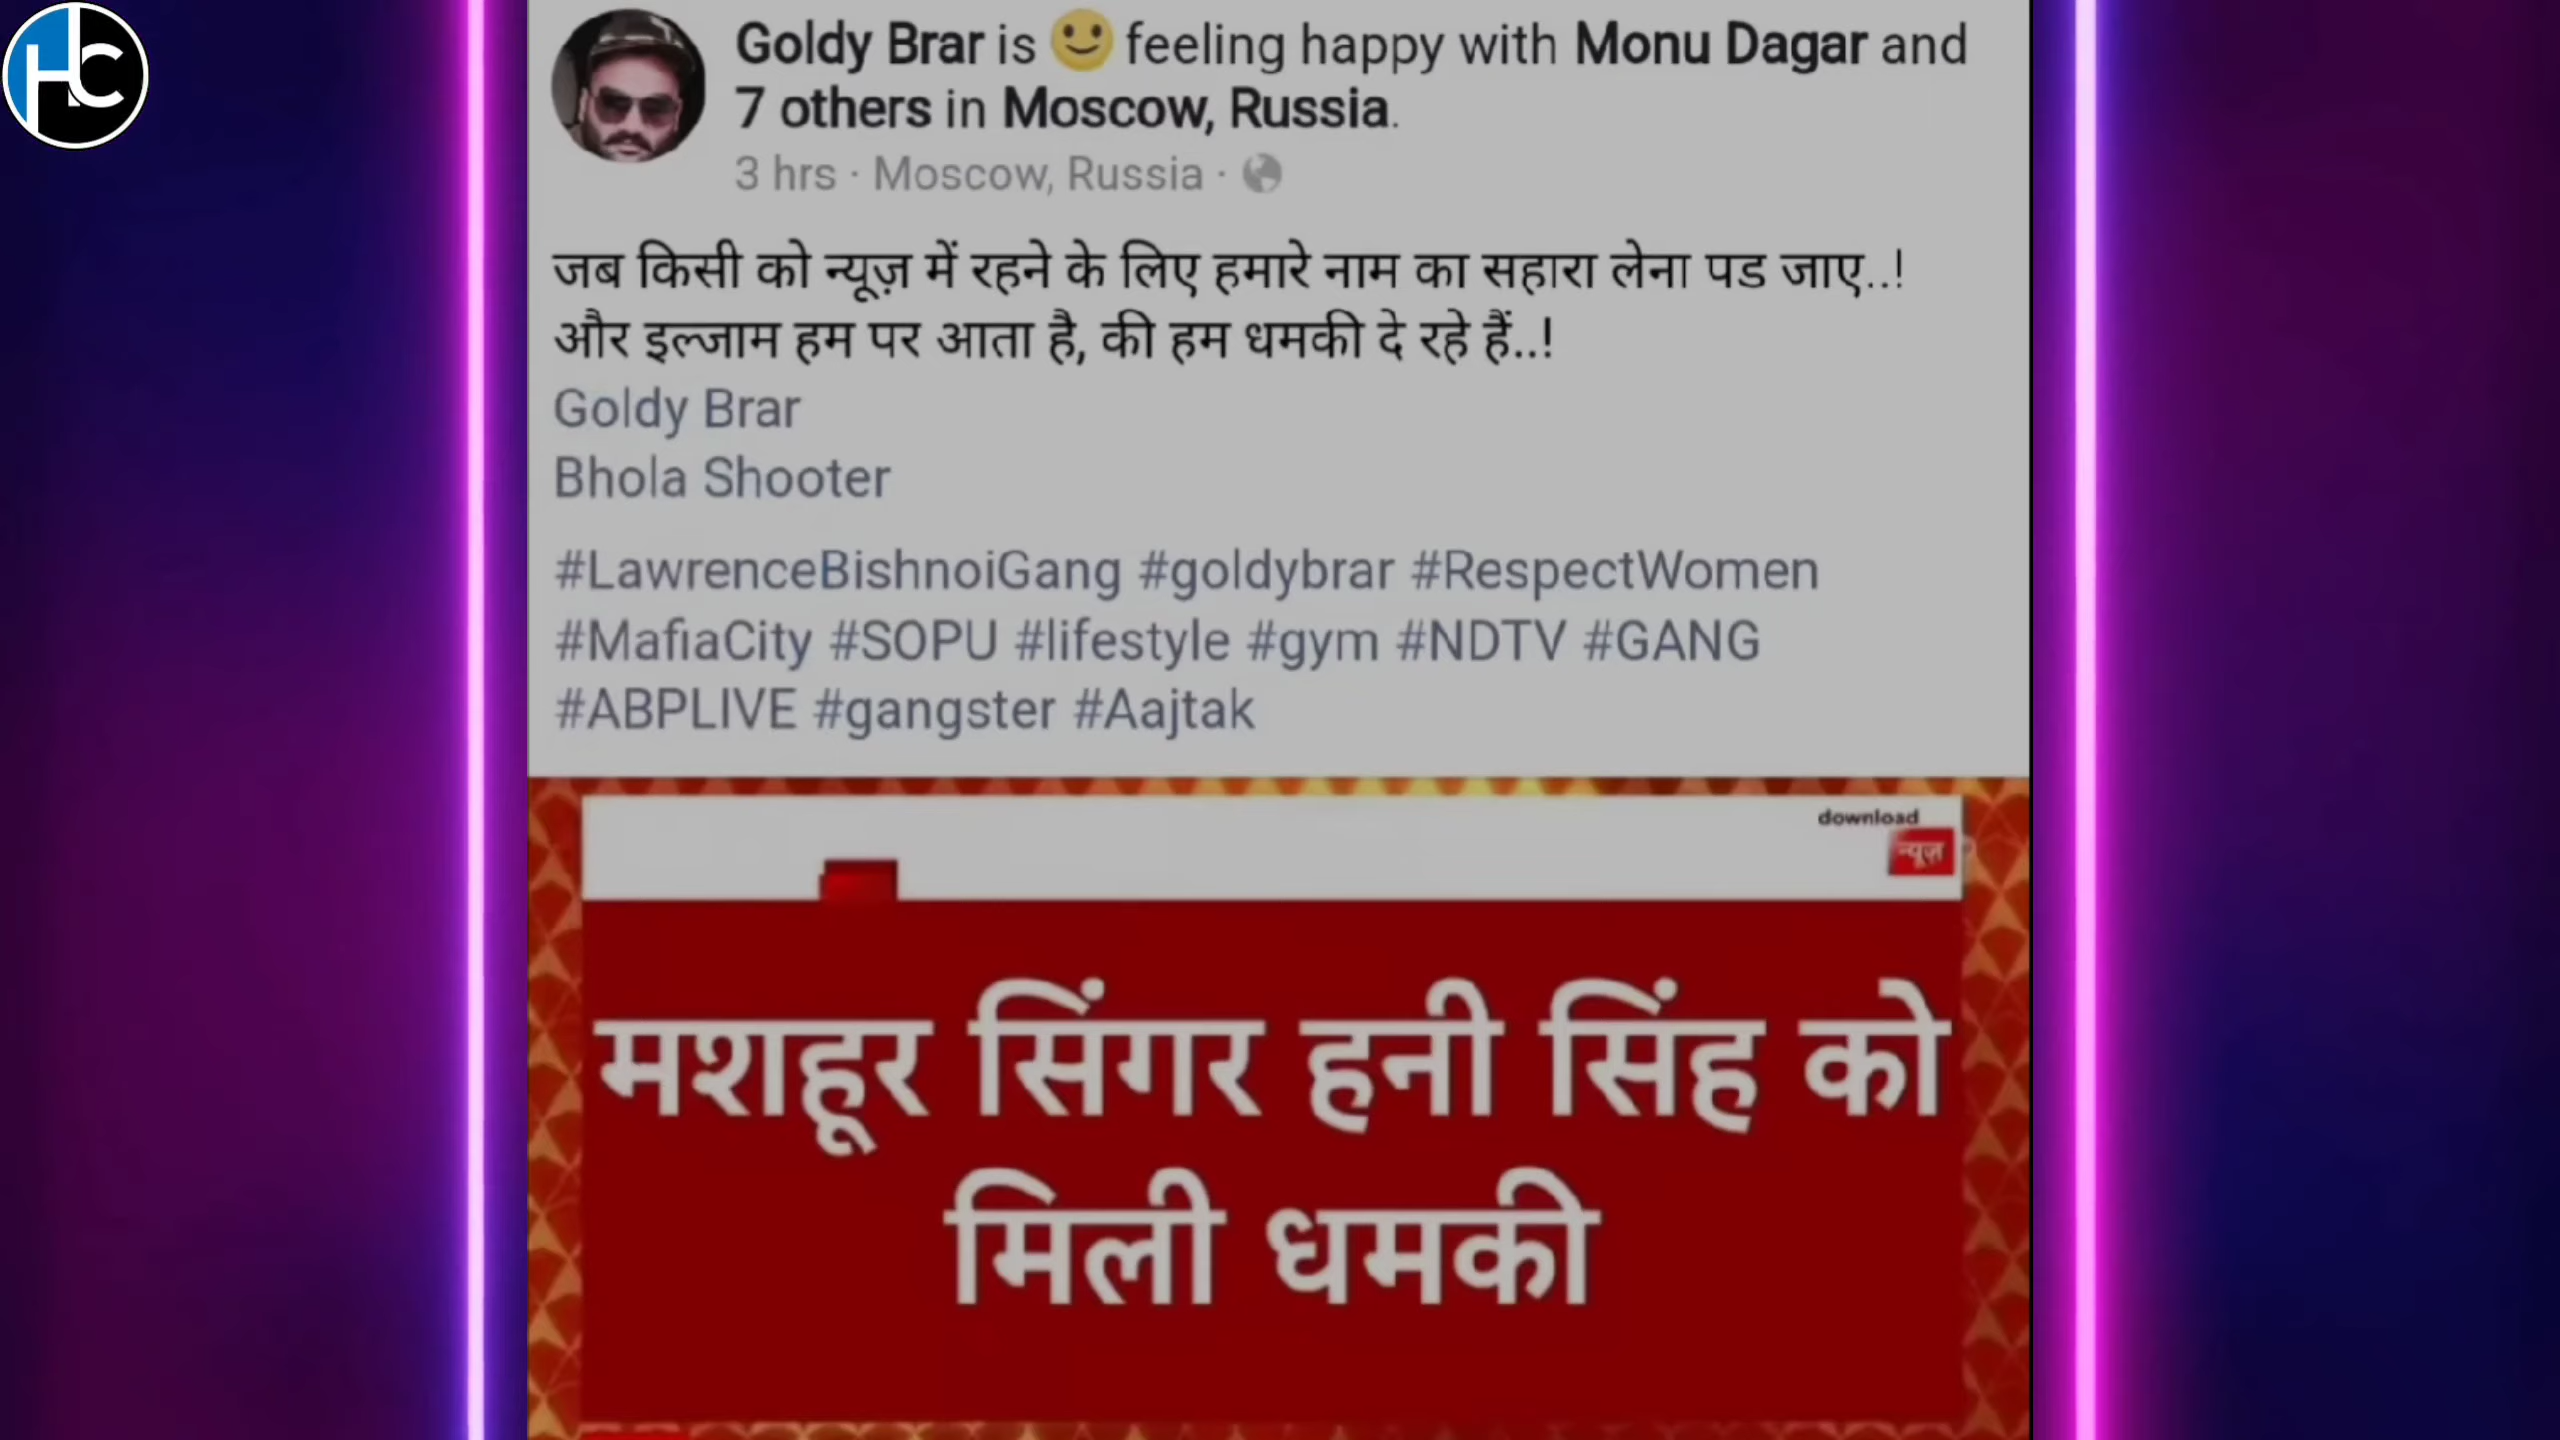 HC
Goldy Brar is 🙂 feeling happy with Monu Dagar and
7 others in Moscow, Russia.
3 hrs · Moscow, Russia ·
जब किसी को न्यूज़ में रहने के लिए हमारे नाम का सहारा लेना पड जाए..!
और इल्जाम हम पर आता है, की हम धमकी दे रहे हैं..!
Goldy Brar
Bhola Shooter
#LawrenceBishnoiGang #goldybrar #RespectWomen
#MafiaCity #SOPU #lifestyle #gym #NDTV #GANG
#ABPLIVE #gangster #Aajtak
download
न्यूज़
मशहूर सिंगर हनी सिंह को
मिली धमकी